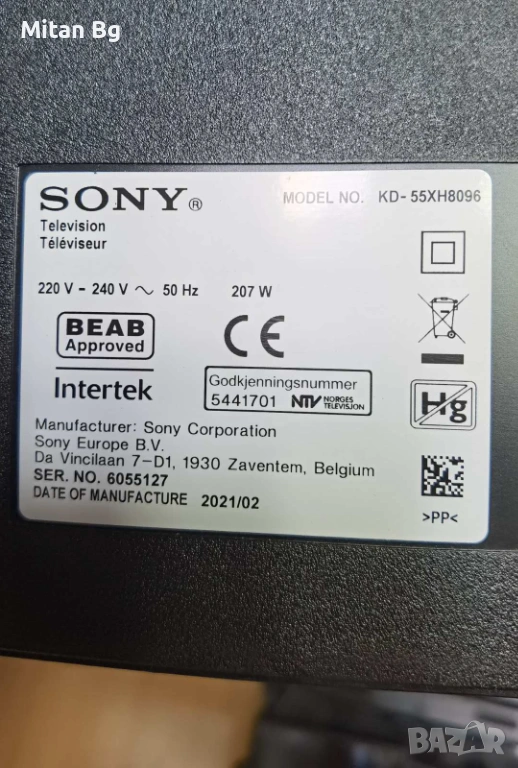 Mitan Bg
SONY®
MODEL NO. KD-55XH8096
Television
Téléviseur
220 V - 240 V ~ 50 Hz 207 W
BEAB
Approved
CE
Intertek
Godkjenningsnummer
5441701 NTV NORGES
TELEVISJON
Hg
Manufacturer: Sony Corporation
Sony Europe B.V.
Da Vincilaan 7-D1, 1930 Zaventem, Belgium
SER. NO. 6055127
DATE OF MANUFACTURE 2021/02
>PP<
BAZAR